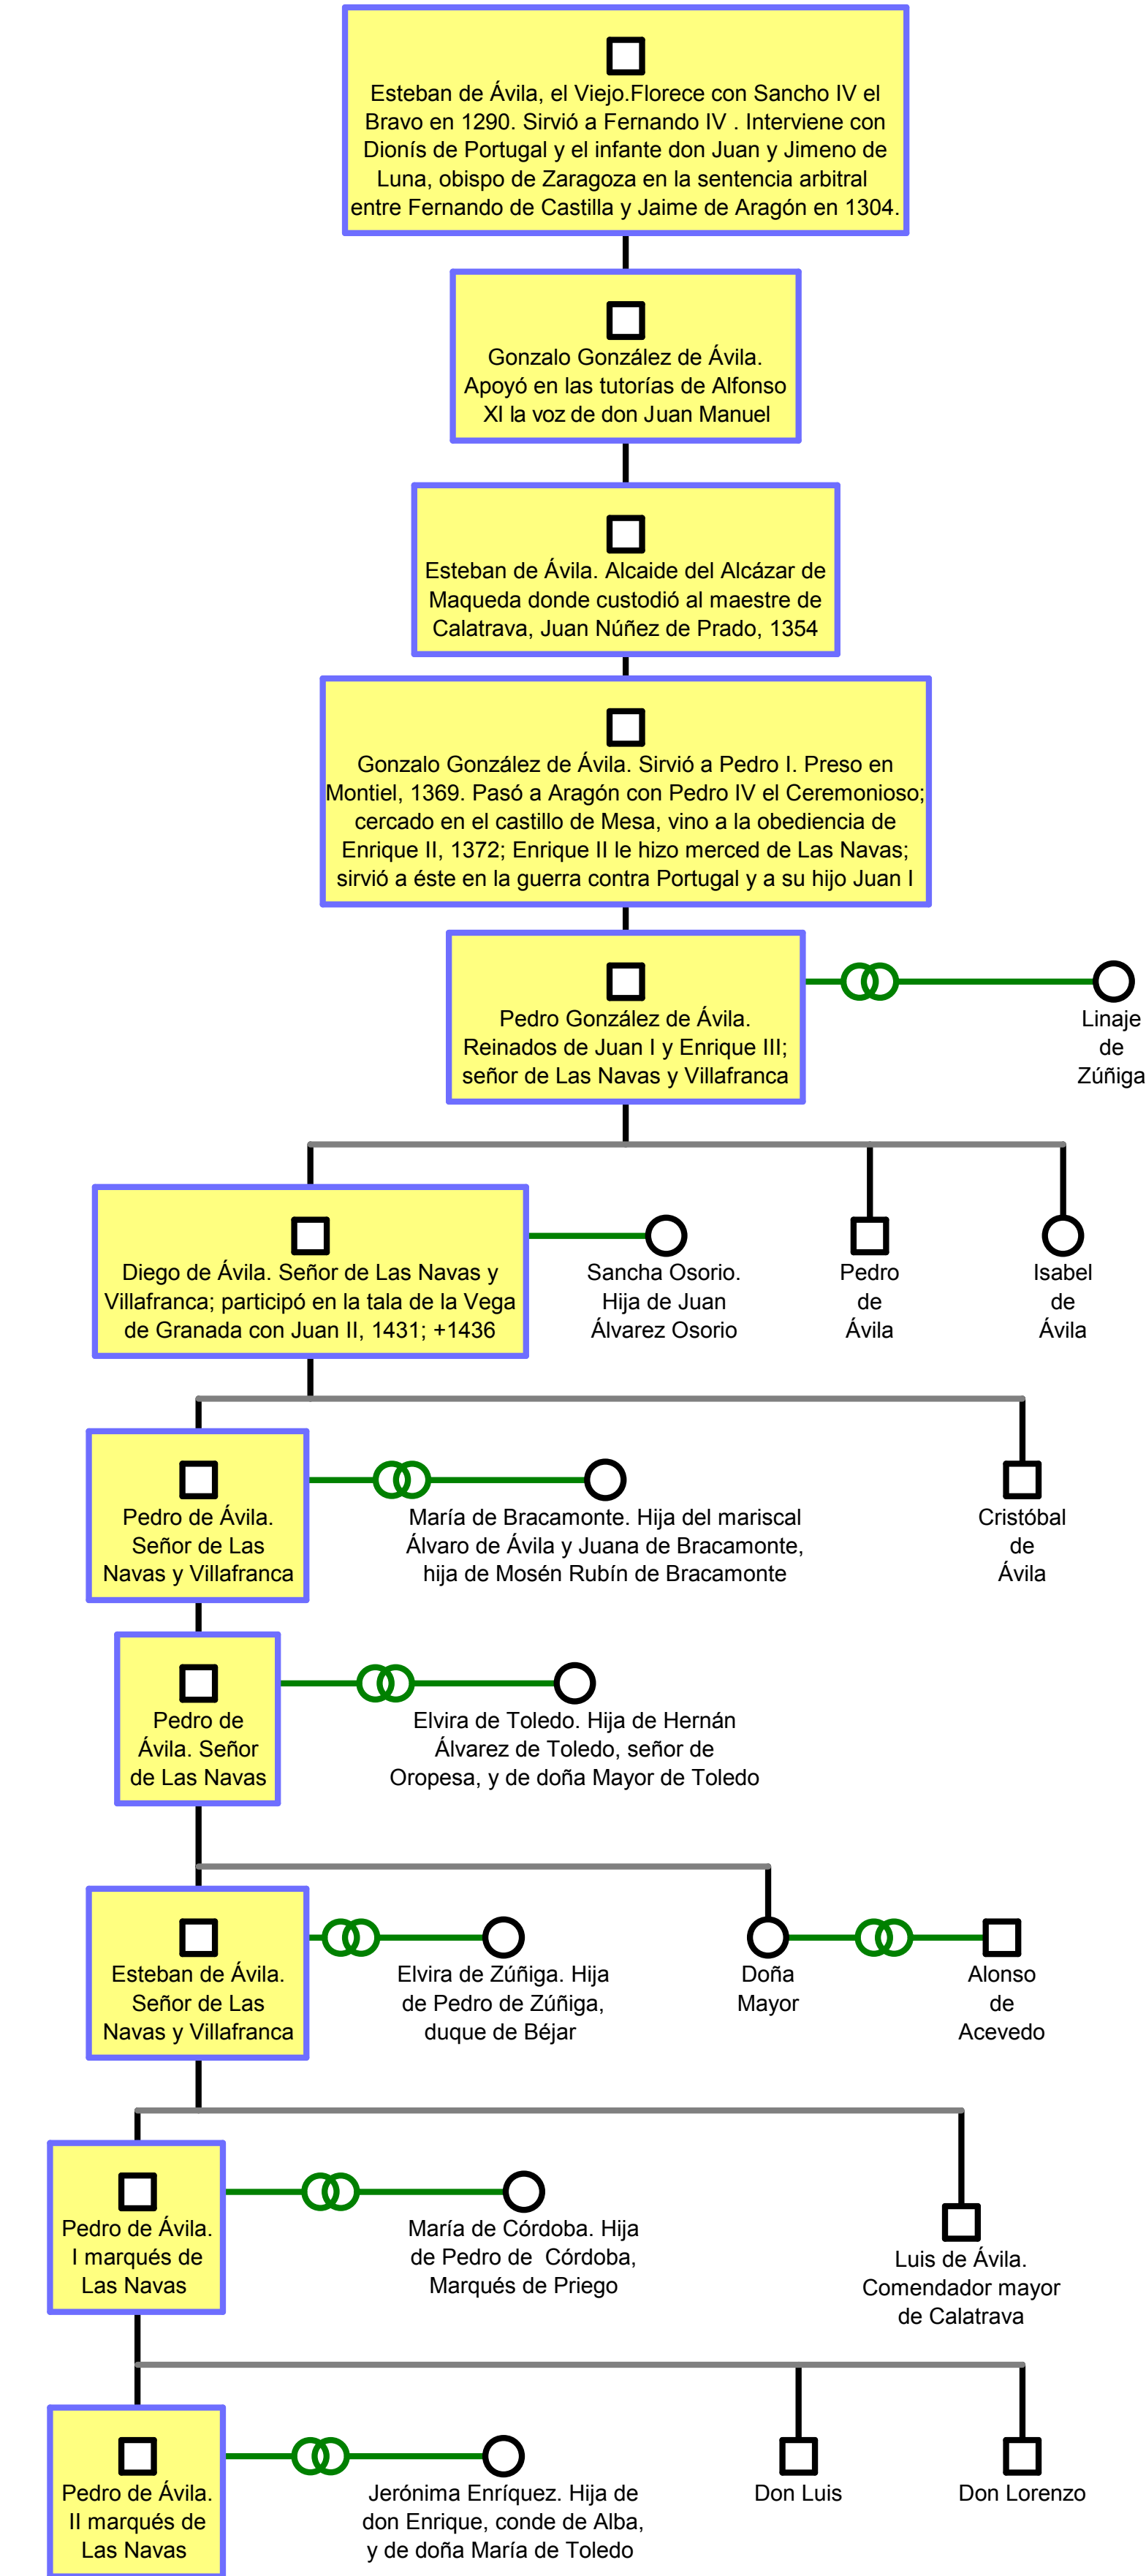 Esteban de Ávila, el Viejo.Florece con Sancho IV el
Bravo en 1290. Sirvió a Fernando IV . Interviene con
Dionís de Portugal y el infante don Juan y Jimeno de
Luna, obispo de Zaragoza en la sentencia arbitral
entre Fernando de Castilla y Jaime de Aragón en 1304.
Gonzalo González de Ávila.
Apoyó en las tutorías de Alfonso
XI la voz de don Juan Manuel
Esteban de Ávila. Alcaide del Alcázar de
Maqueda donde custodió al maestre de
Calatrava, Juan Núñez de Prado, 1354
Gonzalo González de Ávila. Sirvió a Pedro I. Preso en
Montiel, 1369. Pasó a Aragón con Pedro IV el Ceremonioso;
cercado en el castillo de Mesa, vino a la obediencia de
Enrique II, 1372; Enrique II le hizo merced de Las Navas;
sirvió a éste en la guerra contra Portugal y a su hijo Juan I
Pedro González de Ávila.
Reinados de Juan I y Enrique III;
señor de Las Navas y Villafranca
Linaje
de
Zúñiga
Diego de Ávila. Señor de Las Navas y
Villafranca; participó en la tala de la Vega
de Granada con Juan II, 1431; +1436
Sancha Osorio.
Hija de Juan
Álvarez Osorio
Pedro
de
Ávila
Isabel
de
Ávila
Pedro de Ávila.
Señor de Las
Navas y Villafranca
María de Bracamonte. Hija del mariscal
Álvaro de Ávila y Juana de Bracamonte,
hija de Mosén Rubín de Bracamonte
Cristóbal
de
Ávila
Pedro de
Ávila. Señor
de Las Navas
Elvira de Toledo. Hija de Hernán
Álvarez de Toledo, señor de
Oropesa, y de doña Mayor de Toledo
Esteban de Ávila.
Señor de Las
Navas y Villafranca
Elvira de Zúñiga. Hija
de Pedro de Zúñiga,
duque de Béjar
Doña
Mayor
Alonso
de
Acevedo
Pedro de Ávila.
I marqués de
Las Navas
María de Córdoba. Hija
de Pedro de  Córdoba,
Marqués de Priego
Luis de Ávila.
Comendador mayor
de Calatrava
Pedro de Ávila.
II marqués de
Las Navas
Jerónima Enríquez. Hija de
don Enrique, conde de Alba,
y de doña María de Toledo
Don Luis
Don Lorenzo